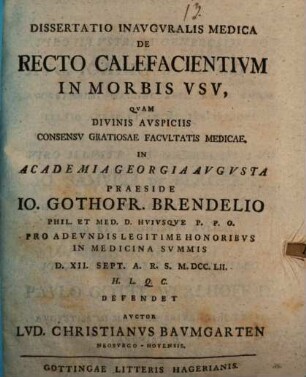 12.
DISSERTATIO INAVGVRALIS MEDICA
DE
RECTO CALEFACIENTIVM
IN MORBIS VSV,
QVAM
DIVINIS AVSPICIIS
CONSENSV GRATIOSAE FACVLTATIS MEDICAE,
IN
ACADEMIA GEORGIA AVGVSTA
PRAESIDE
IO. GOTHOFR. BRENDELIO
PHIL. ET MED. D. HVIVSQVE P. P. O.
PRO ADEVNDIS LEGITIME HONORIBVS
IN MEDICINA SVMMIS
D. XII. SEPT. A. R. S. M. DCC. LII.
H. L. Q. C.
DEFENDET
AVCTOR
LVD. CHRISTIANVS BAVMGARTEN
HOYENSIS.
GOTTINGAE LITTERIS HAGERIANIS.